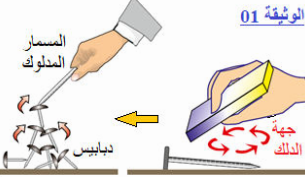 الوثيقة 01
المسمار
المدلوك
دبابيس
جهة
الدلك